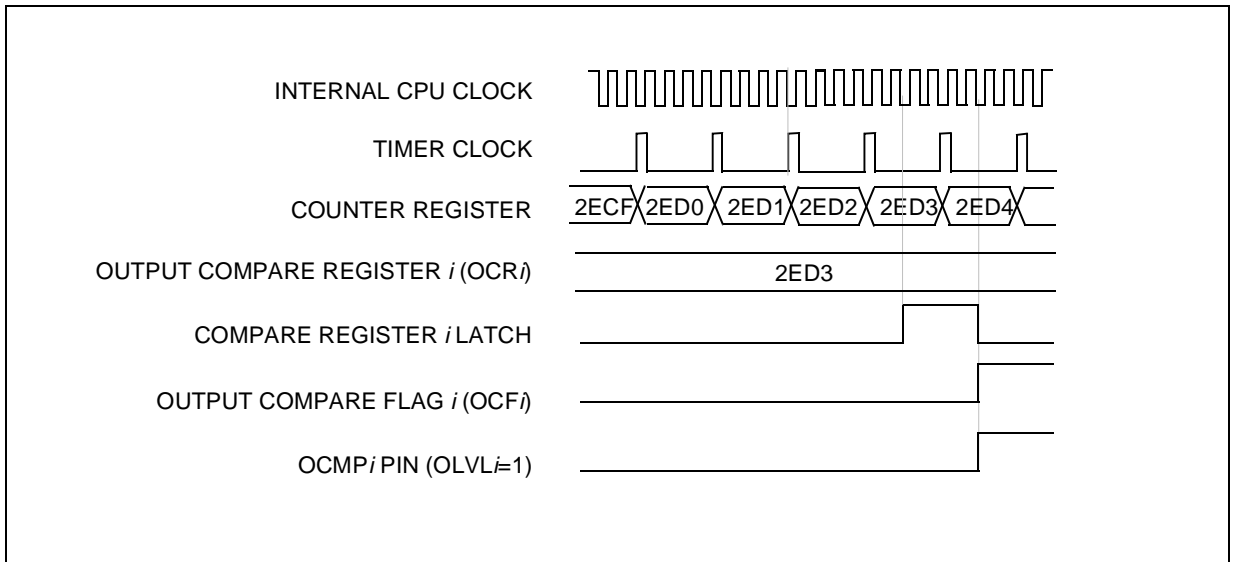 INTERNAL CPU CLOCK
TIMER CLOCK
COUNTER REGISTER 2ECF 2ED0 2ED1 2ED2 2ED3 2ED4
OUTPUT COMPARE REGISTER i (OCRi) 2ED3
COMPARE REGISTER i LATCH
OUTPUT COMPARE FLAG i (OCFi)
OCMPi PIN (OLVLi=1)